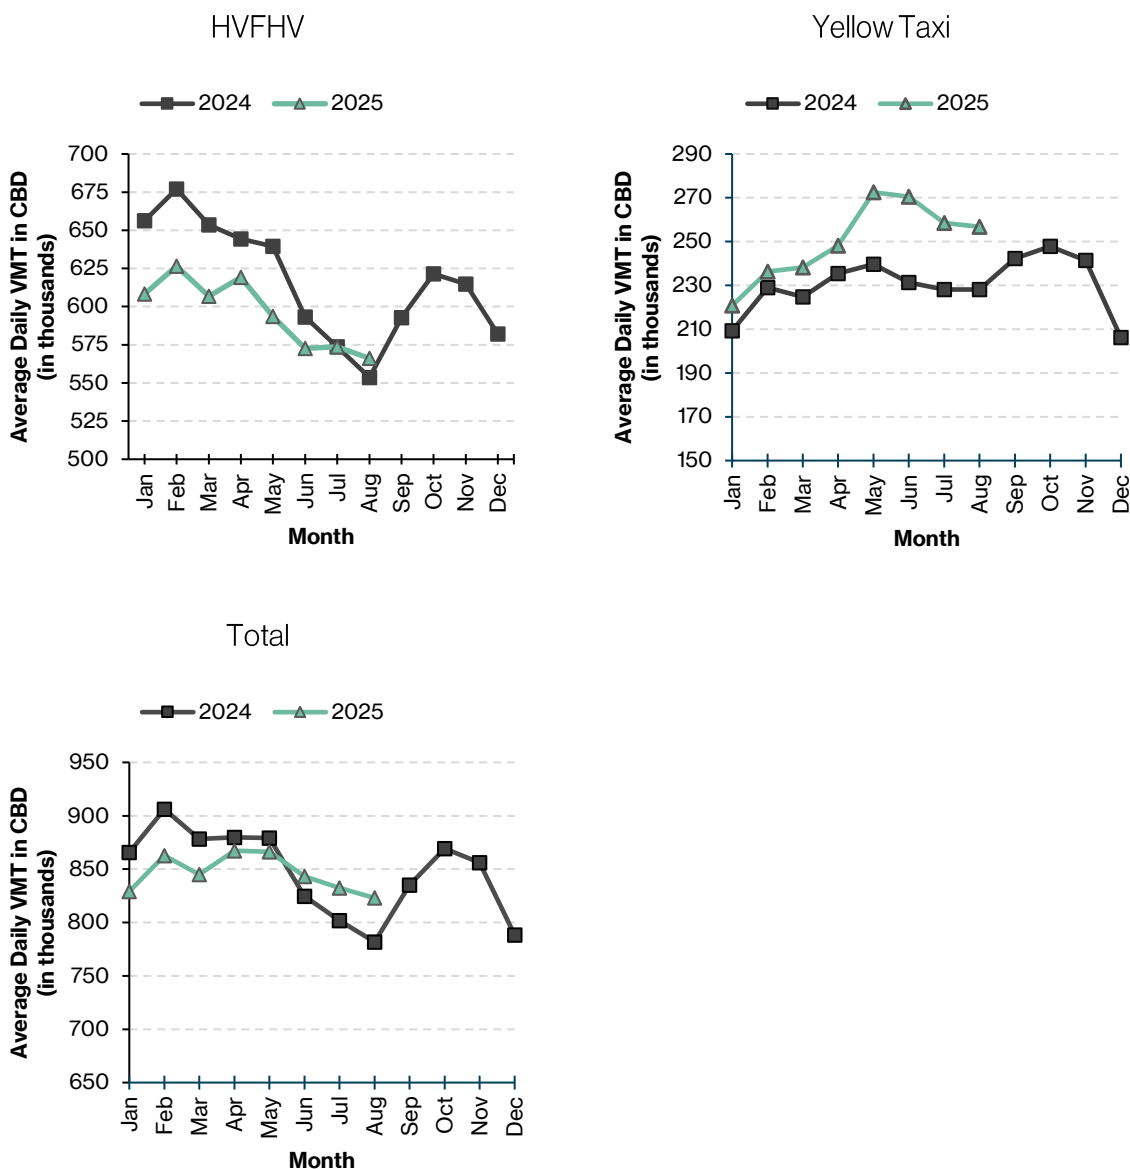 HVFHV
2024
2025
Average Daily VMT in CBD
(in thousands)
700
675
650
625
600
575
550
525
500
Jan
Feb
Mar
Apr
May
Jun
Jul
Aug
Sep
Oct
Nov
Dec
Month
Yellow Taxi
2024
2025
Average Daily VMT in CBD
(in thousands)
290
270
250
230
210
190
170
150
Jan
Feb
Mar
Apr
May
Jun
Jul
Aug
Sep
Oct
Nov
Dec
Month
Total
2024
2025
Average Daily VMT in CBD
(in thousands)
950
900
850
800
750
700
650
Jan
Feb
Mar
Apr
May
Jun
Jul
Aug
Sep
Oct
Nov
Dec
Month